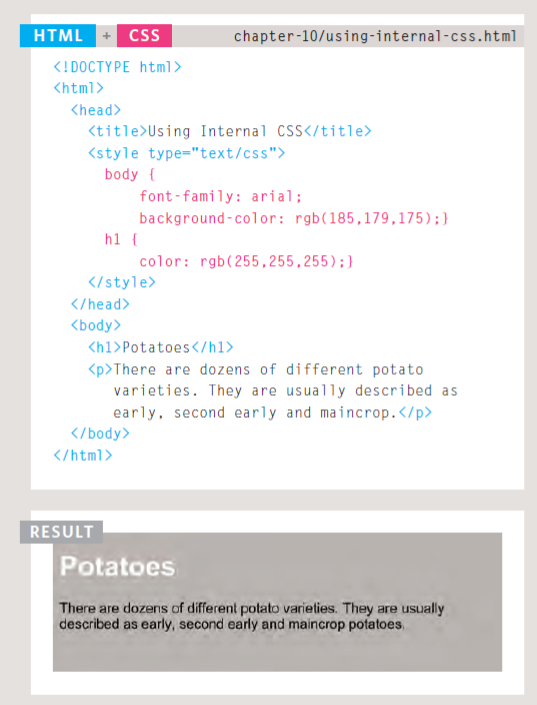 HTML + CSS chapter-10/using-internal-css.html
<!DOCTYPE html>
<html>
<head>
<title>Using Internal CSS</title>
<style type="text/css">
body {
font-family: arial;
background-color: rgb(185,179,175);}
h1 {
color: rgb(255,255,255);}
</style>
</head>
<body>
<h1>Potatoes</h1>
<p>There are dozens of different potato
varieties. They are usually described as
early, second early and maincrop.</p>
</body>
</html>
RESULT
Potatoes
There are dozens of different potato varieties. They are usually
described as early, second early and maincrop potatoes.